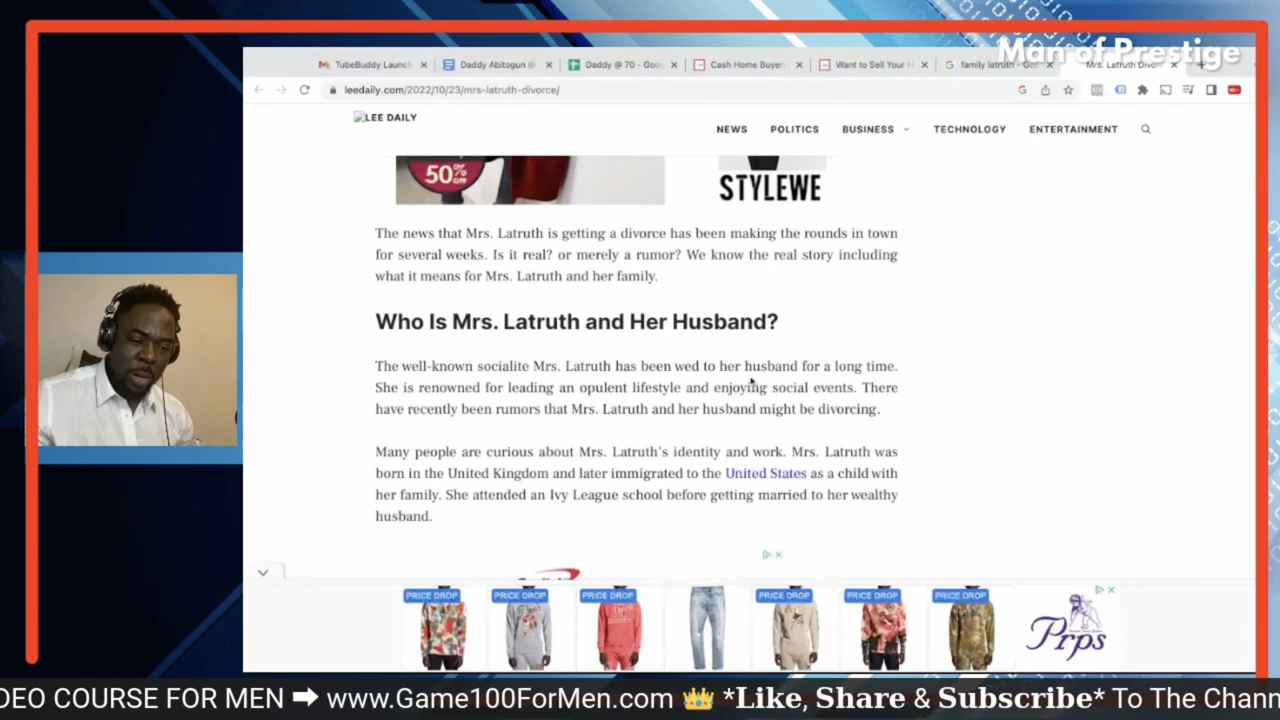 Man of Prestige
TubeBuddy Launch
Daddy Abitogun @
Daddy @ 70 - Goog
Cash Home Buyer
Want to Sell Your H
family latruth - Go
Mrs. Latruth Divor
leedaily.com/2022/10/23/mrs-latruth-divorce/
LEE DAILY
NEWS POLITICS BUSINESS TECHNOLOGY ENTERTAINMENT
50% OFF
STYLEWE
The news that Mrs. Latruth is getting a divorce has been making the rounds in town
for several weeks. Is it real? or merely a rumor? We know the real story including
what it means for Mrs. Latruth and her family.
Who Is Mrs. Latruth and Her Husband?
The well-known socialite Mrs. Latruth has been wed to her husband for a long time.
She is renowned for leading an opulent lifestyle and enjoying social events. There
have recently been rumors that Mrs. Latruth and her husband might be divorcing.
Many people are curious about Mrs. Latruth's identity and work. Mrs. Latruth was
born in the United Kingdom and later immigrated to the United States as a child with
her family. She attended an Ivy League school before getting married to her wealthy
husband.
PRICE DROP PRICE DROP PRICE DROP PRICE DROP PRICE DROP PRICE DROP
Prps
DEO COURSE FOR MEN ➡ www.Game100ForMen.com 👑 *Like, Share & Subscribe* To The Chann